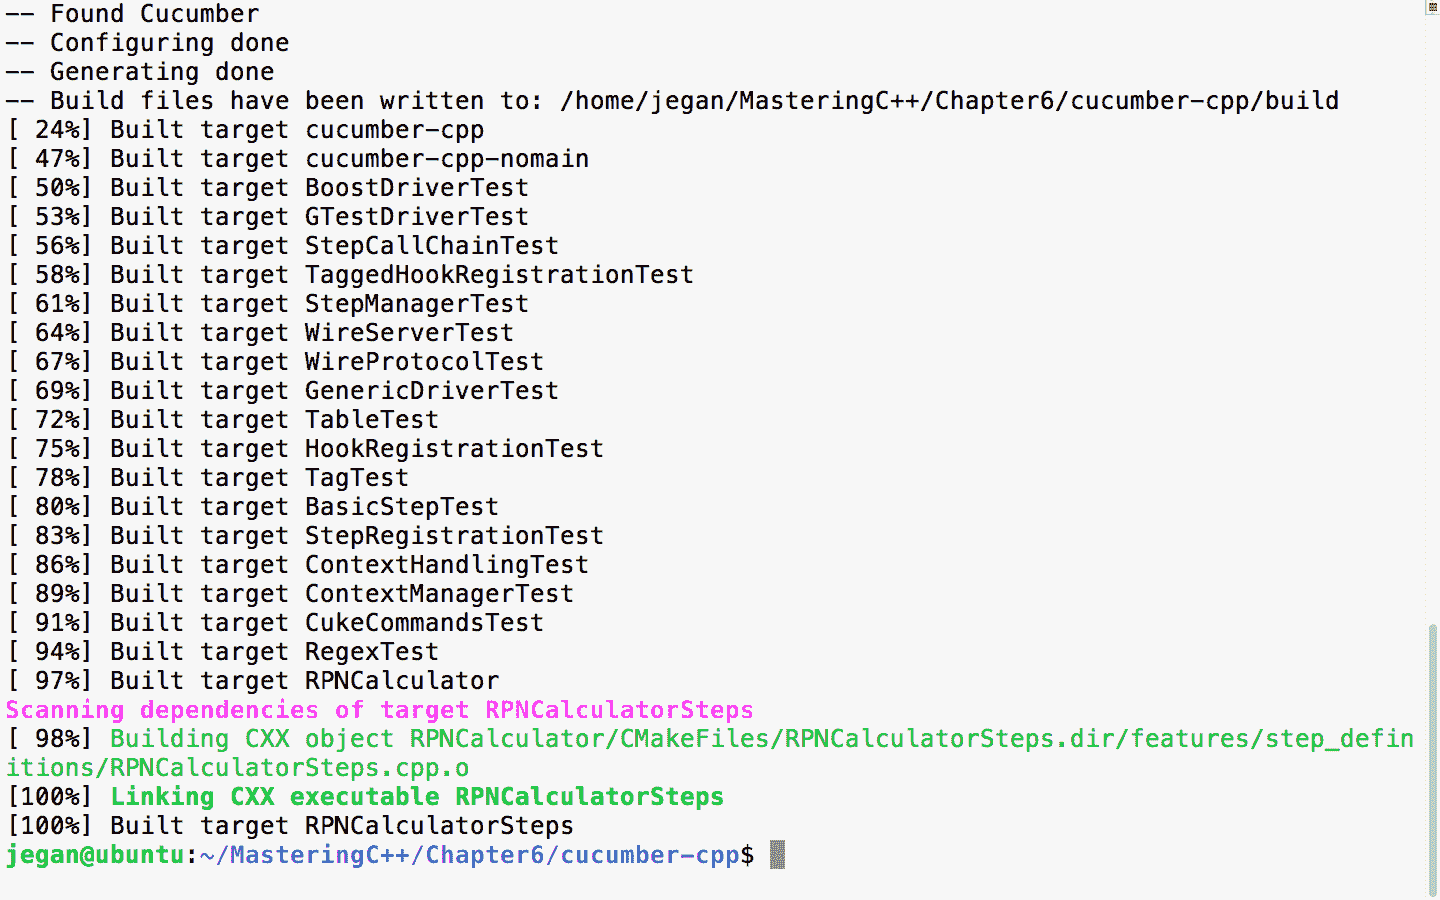 -- Found Cucumber
-- Configuring done
-- Generating done
-- Build files have been written to: /home/jegan/MasteringC++/Chapter6/cucumber-cpp/build
[ 24%] Built target cucumber-cpp
[ 47%] Built target cucumber-cpp-nomain
[ 50%] Built target BoostDriverTest
[ 53%] Built target GTestDriverTest
[ 56%] Built target StepCallChainTest
[ 58%] Built target TaggedHookRegistrationTest
[ 61%] Built target StepManagerTest
[ 64%] Built target WireServerTest
[ 67%] Built target WireProtocolTest
[ 69%] Built target GenericDriverTest
[ 72%] Built target TableTest
[ 75%] Built target HookRegistrationTest
[ 78%] Built target TagTest
[ 80%] Built target BasicStepTest
[ 83%] Built target StepRegistrationTest
[ 86%] Built target ContextHandlingTest
[ 89%] Built target ContextManagerTest
[ 91%] Built target CukeCommandsTest
[ 94%] Built target RegexTest
[ 97%] Built target RPNCalculator
Scanning dependencies of target RPNCalculatorSteps
[ 98%] Building CXX object RPNCalculator/CMakeFiles/RPNCalculatorSteps.dir/features/step_defin
itions/RPNCalculatorSteps.cpp.o
[100%] Linking CXX executable RPNCalculatorSteps
[100%] Built target RPNCalculatorSteps
jegan@ubuntu:~/MasteringC++/Chapter6/cucumber-cpp$